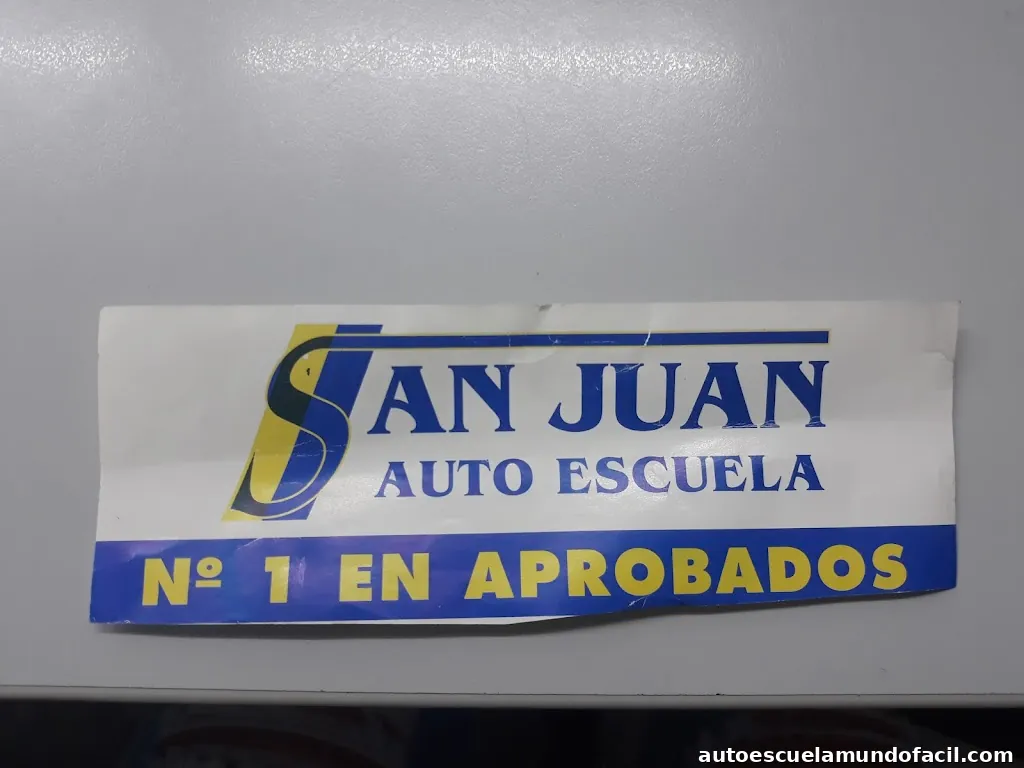 SAN JUAN
AUTO ESCUELA
Nº 1 EN APROBADOS
autoescuelamundofacil.com